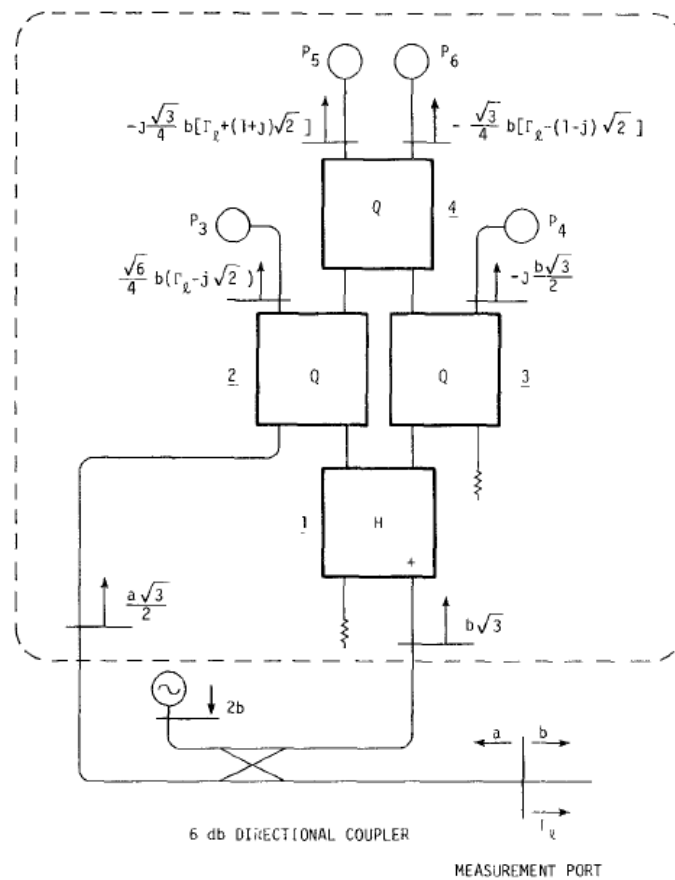 P₅ P₆
-j √3/4 b[Γℓ+(1+j)√2 ] - √3/4 b[Γℓ-(1-j) √2 ]
Q 4
P₃ P₄
√6/4 b(Γℓ-j√2 ) -j b√3/2
2 Q Q 3
1 H
+
a√3/2 b√3
2b
a b
Γℓ
6 db DIRECTIONAL COUPLER
MEASUREMENT PORT